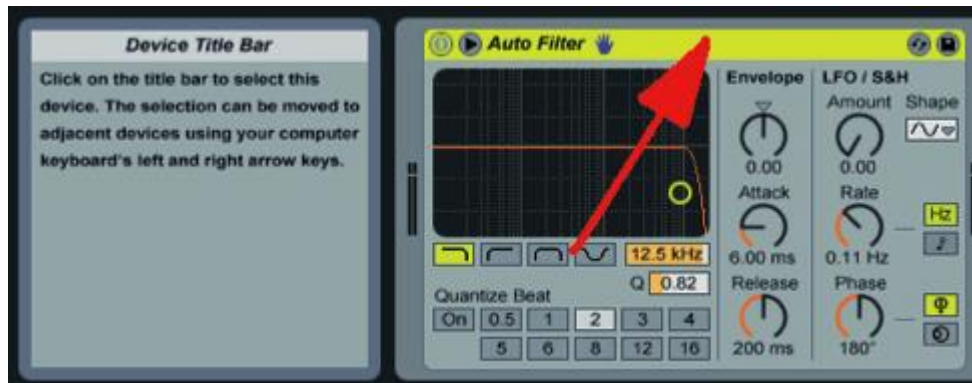 Device Title Bar
Click on the title bar to select this
device. The selection can be moved to
adjacent devices using your computer
keyboard's left and right arrow keys.
Auto Filter
Envelope LFO / S&H
Amount Shape
0.00 0.00
Attack Rate
Hz
6.00 ms 0.11 Hz
12.5 kHz
Q 0.82
Release Phase
Quantize Beat
On 0.5 1 2 3 4
5 6 8 12 16
200 ms 180°